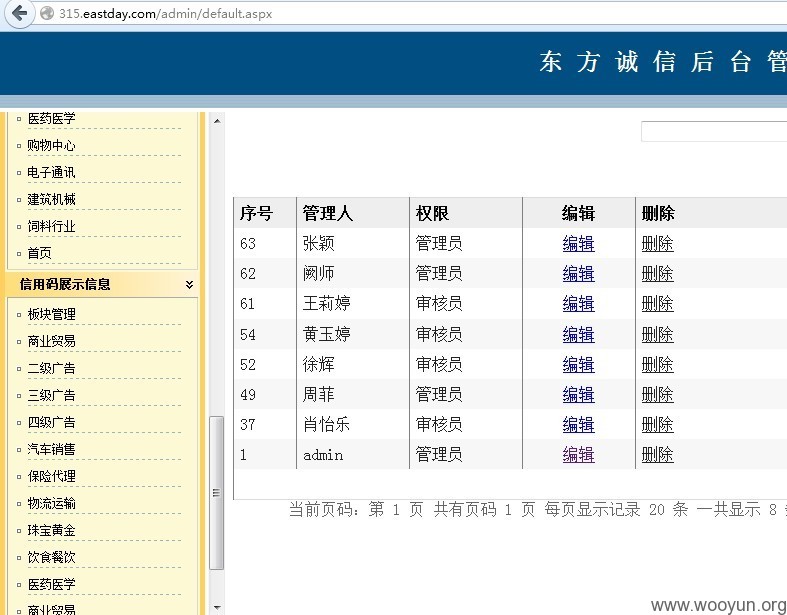 315.eastday.com/admin/default.aspx
东方诚信后台管
医药医学
购物中心
电子通讯
建筑机械
饲料行业
首页
信用码展示信息
板块管理
商业贸易
二级广告
三级广告
四级广告
汽车销售
保险代理
物流运输
珠宝黄金
饮食餐饮
医药医学
商业贸易
序号 管理人 权限 编辑 删除
63 张颖 管理员 编辑 删除
62 阙师 管理员 编辑 删除
61 王莉婷 审核员 编辑 删除
54 黄玉婷 审核员 编辑 删除
52 徐辉 审核员 编辑 删除
49 周菲 管理员 编辑 删除
37 肖怡乐 审核员 编辑 删除
1 admin 管理员 编辑 删除
当前页码：第 1 页 共有页码 1 页 每页显示记录 20 条 一共显示 8
www.wooyun.org